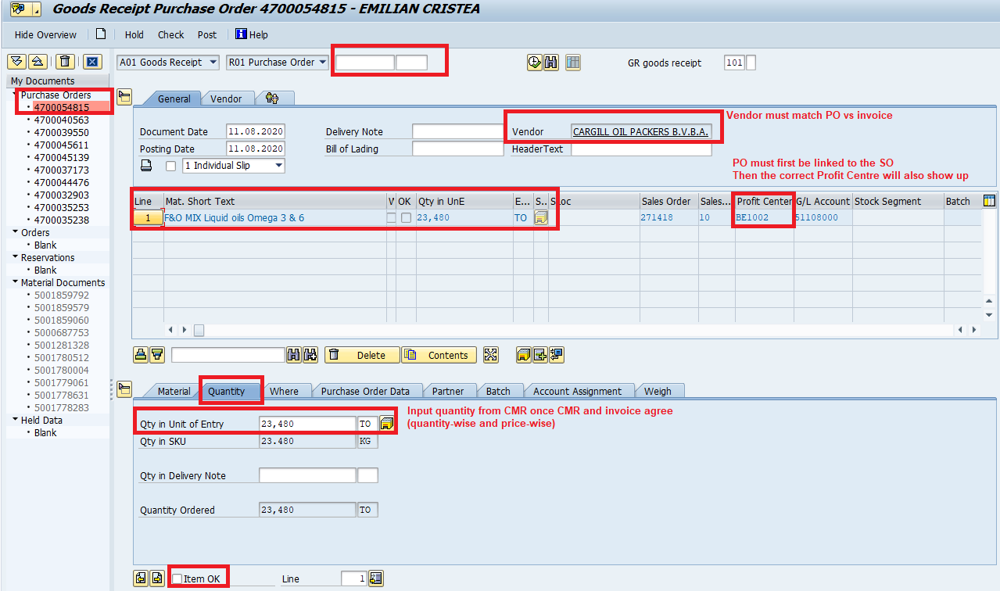 Goods Receipt Purchase Order 4700054815 - EMILIAN CRISTEA
Hide Overview Hold Check Post Help
A01 Goods Receipt R01 Purchase Order GR goods receipt 101
My Documents
Purchase Orders
4700054815
4700040563
4700039550
4700045611
4700045139
4700037173
4700044476
4700032903
4700035253
4700035238
Orders
Blank
Reservations
Blank
Material Documents
5001859792
5001859579
5001859060
5000687753
5001281328
5001780512
5001780004
5001779061
5001778631
5001778283
Held Data
Blank
General Vendor
Document Date 11.08.2020 Delivery Note Vendor CARGILL OIL PACKERS B.V.B.A.
Posting Date 11.08.2020 Bill of Lading HeaderText
1 Individual Slip
Vendor must match PO vs invoice
PO must first be linked to the SO
Then the correct Profit Centre will also show up
Line Mat. Short Text OK Qty in UnE E... S.. Sales Order Sales... Profit Center G/L Account Stock Segment Batch
1 F&O MIX Liquid oils Omega 3 & 6 23,480 TO 271418 10 BE1002 51108000
Delete Contents
Material Quantity Where Purchase Order Data Partner Batch Account Assignment Weigh
Qty in Unit of Entry 23,480 TO
Input quantity from CMR once CMR and invoice agree
(quantity-wise and price-wise)
Qty in SKU 23.480 KG
Qty in Delivery Note
Quantity Ordered 23,480 TO
Item OK Line 1